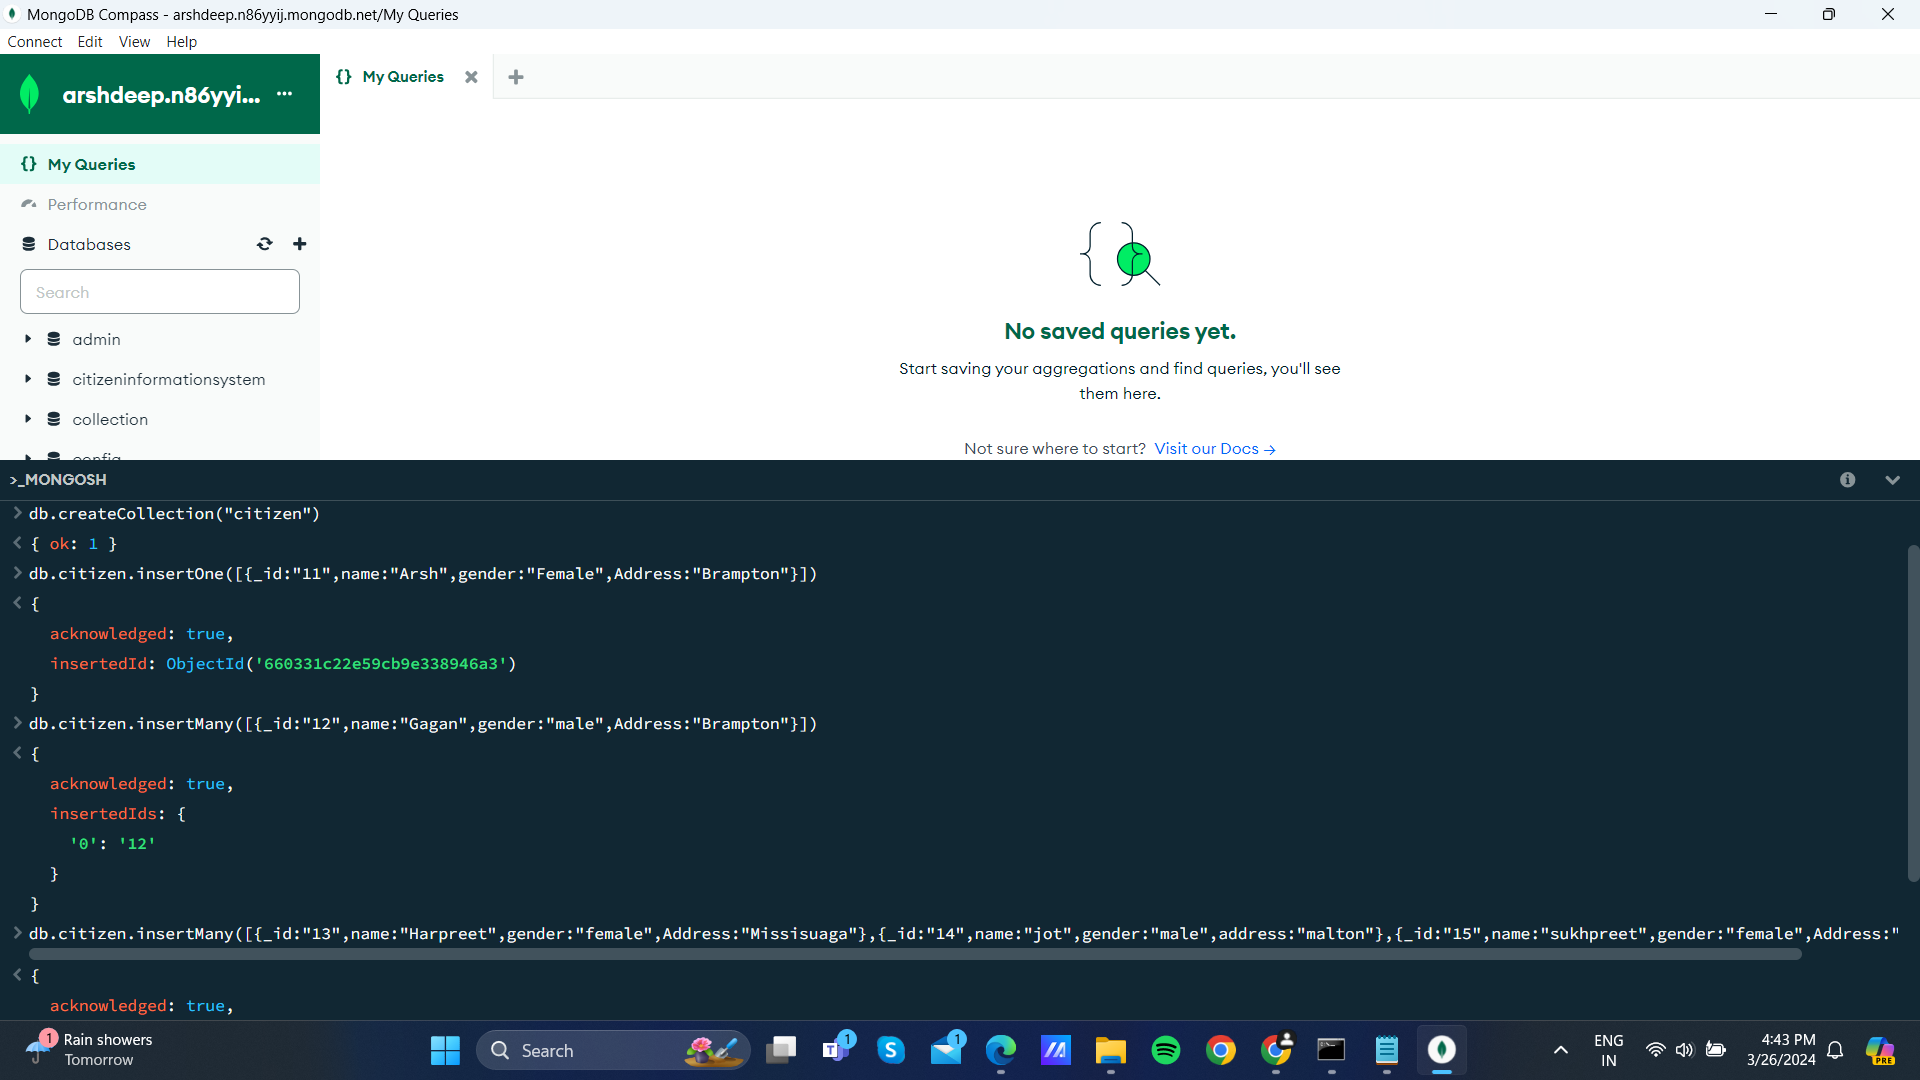 MongoDB Compass - arshdeep.n86yyij.mongodb.net/My Queries
Connect Edit View Help
arshdeep.n86yyi... ···
{} My Queries
{} My Queries
Performance
Databases
Search
admin
citizeninformationsystem
collection
config
No saved queries yet.
Start saving your aggregations and find queries, you'll see
them here.
Not sure where to start? Visit our Docs →
>_MONGOSH
> db.createCollection("citizen")
< { ok: 1 }
> db.citizen.insertOne([{_id:"11",name:"Arsh",gender:"Female",Address:"Brampton"}])
< {
acknowledged: true,
insertedId: ObjectId('660331c22e59cb9e338946a3')
}
> db.citizen.insertMany([{_id:"12",name:"Gagan",gender:"male",Address:"Brampton"}])
< {
acknowledged: true,
insertedIds: {
'0': '12'
}
}
> db.citizen.insertMany([{_id:"13",name:"Harpreet",gender:"female",Address:"Missisuaga"},{_id:"14",name:"jot",gender:"male",address:"malton"},{_id:"15",name:"sukhpreet",gender:"female",Address:"
< {
acknowledged: true,
1
Rain showers
Tomorrow
Search
1
1
ENG
IN
4:43 PM
3/26/2024
PRE